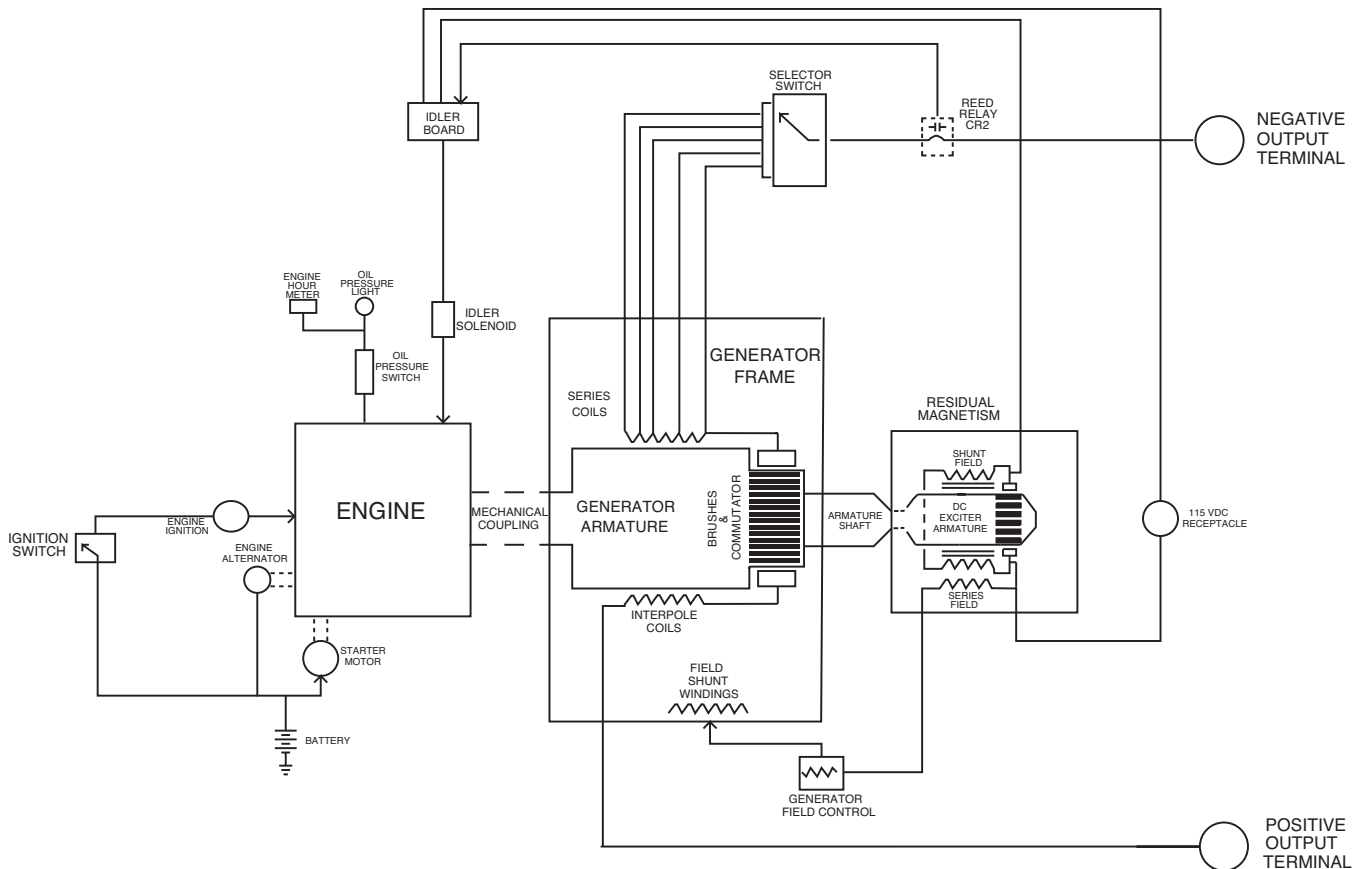 SELECTOR
SWITCH
REED
RELAY
CR2
NEGATIVE
OUTPUT
TERMINAL
IDLER
BOARD
ENGINE
HOUR
METER
OIL
PRESSURE
LIGHT
IDLER
SOLENOID
OIL
PRESSURE
SWITCH
GENERATOR
FRAME
SERIES
COILS
RESIDUAL
MAGNETISM
SHUNT
FIELD
ENGINE
MECHANICAL
COUPLING
GENERATOR
ARMATURE
BRUSHES
&
COMMUTATOR
ARMATURE
SHAFT
DC
EXCITER
ARMATURE
115 VDC
RECEPTACLE
ENGINE
IGNITION
IGNITION
SWITCH
ENGINE
ALTERNATOR
SERIES
FIELD
INTERPOLE
COILS
STARTER
MOTOR
FIELD
SHUNT
WINDINGS
BATTERY
GENERATOR
FIELD CONTROL
POSITIVE
OUTPUT
TERMINAL